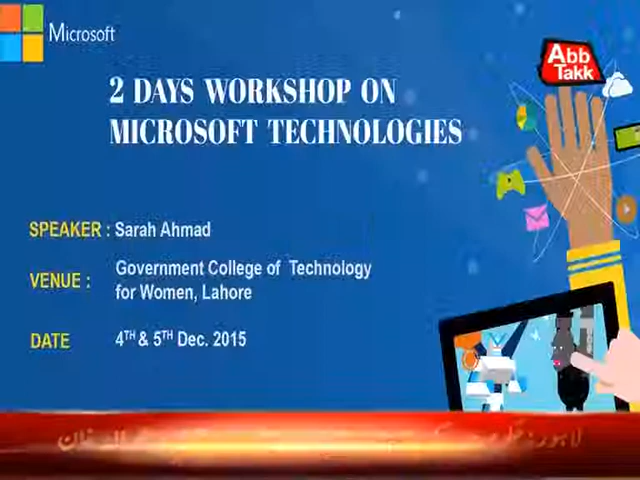 Microsoft
Abb
Takk
2 DAYS WORKSHOP ON
MICROSOFT TECHNOLOGIES
SPEAKER : Sarah Ahmad
VENUE : Government College of Technology
for Women, Lahore
DATE 4TH & 5TH Dec. 2015
لاہور: